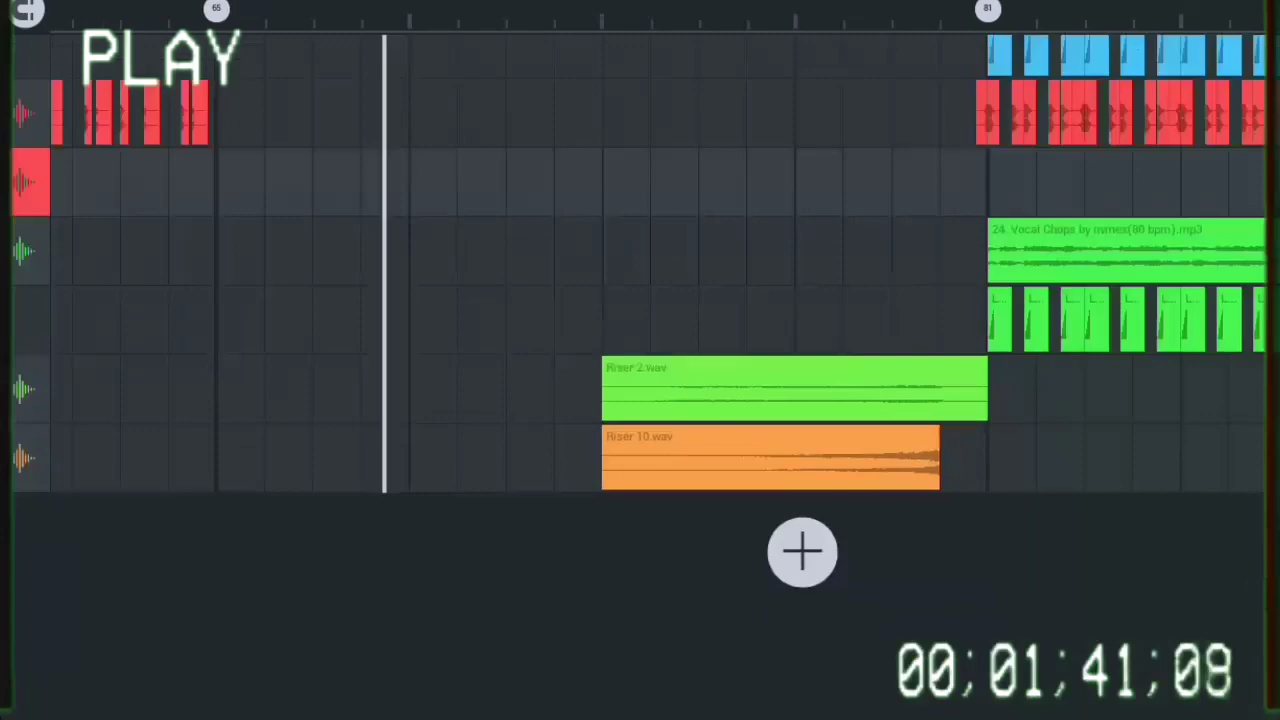 65
81
PLAY
24. Vocal Chops by mmex(80 bpm).mp3
L... L... L... L... L... L... L... L...
Riser 2.wav
Riser 10.wav
00;01;41;08